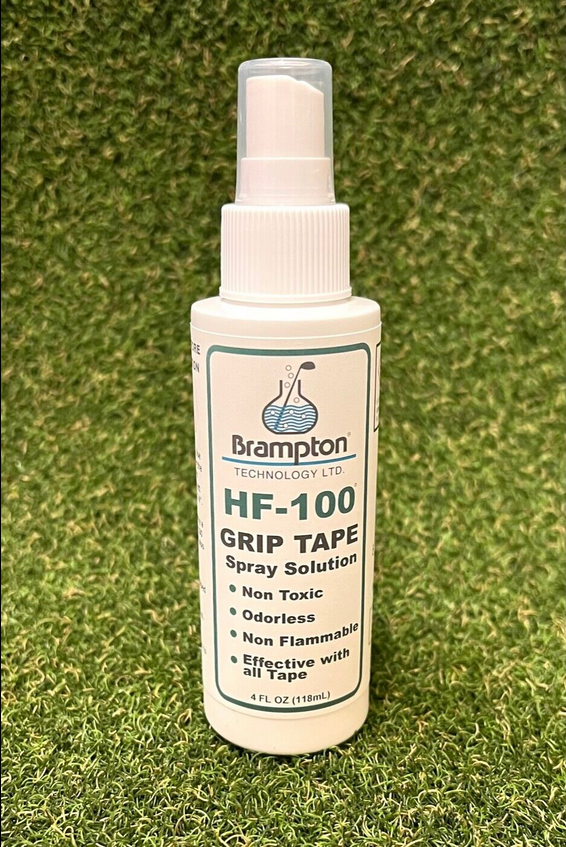 Brampton®
TECHNOLOGY LTD.
HF-100®
GRIP TAPE
Spray Solution
• Non Toxic
• Odorless
• Non Flammable
• Effective with
all Tape
4 FL OZ (118mL)